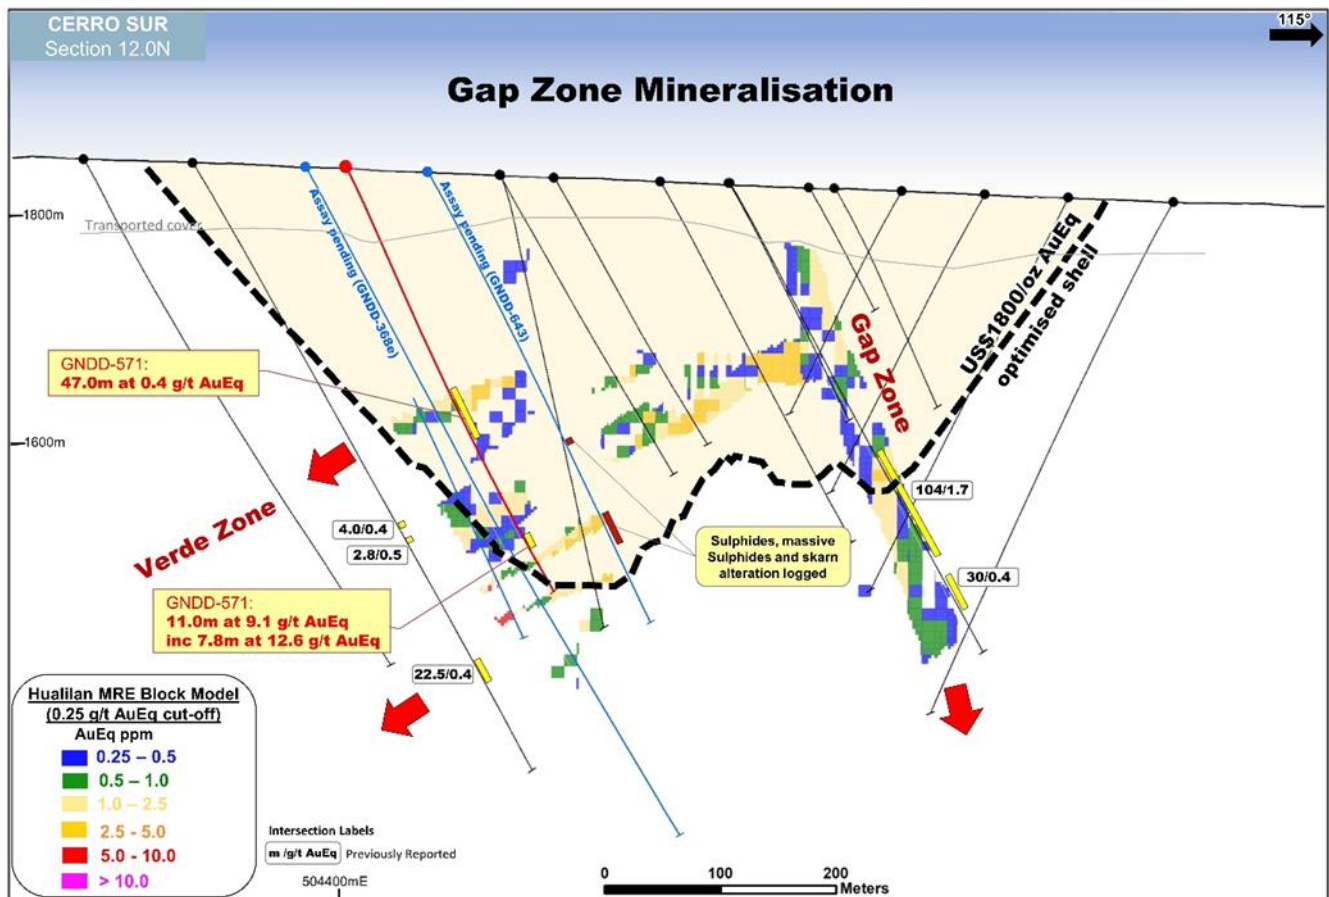 CERRO SUR
Section 12.0N
115°
Gap Zone Mineralisation
1800m
Transported cover
Assay pending (GNDD-368e)
Assay pending (GNDD-643)
US$1800/oz AuEq
optimised shell
Gap Zone
GNDD-571:
47.0m at 0.4 g/t AuEq
1600m
Verde Zone
4.0/0.4
2.8/0.5
104/1.7
Sulphides, massive
Sulphides and skarn
alteration logged
30/0.4
GNDD-571:
11.0m at 9.1 g/t AuEq
inc 7.8m at 12.6 g/t AuEq
22.5/0.4
Hualilan MRE Block Model
(0.25 g/t AuEq cut-off)
AuEq ppm
0.25 – 0.5
0.5 – 1.0
1.0 – 2.5
2.5 - 5.0
5.0 - 10.0
> 10.0
Intersection Labels
m /g/t AuEq Previously Reported
504400mE
0 100 200
Meters